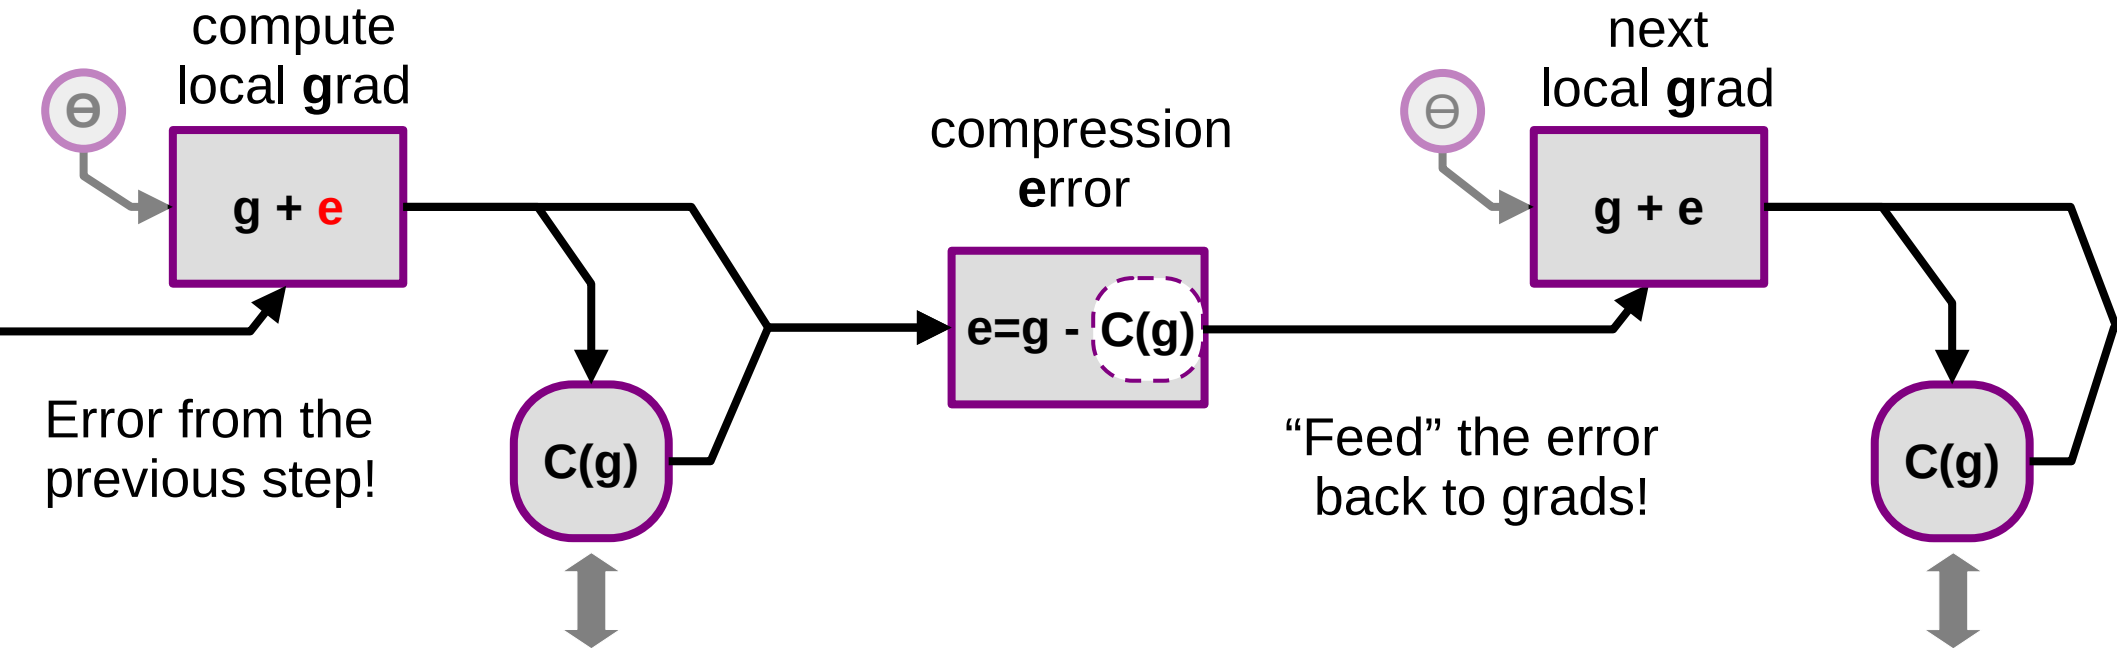 compute
local grad
ɵ
g + e
Error from the
previous step!
C(g)
compression
error
e=g - C(g)
“Feed” the error
back to grads!
next
local grad
ɵ
g + e
C(g)